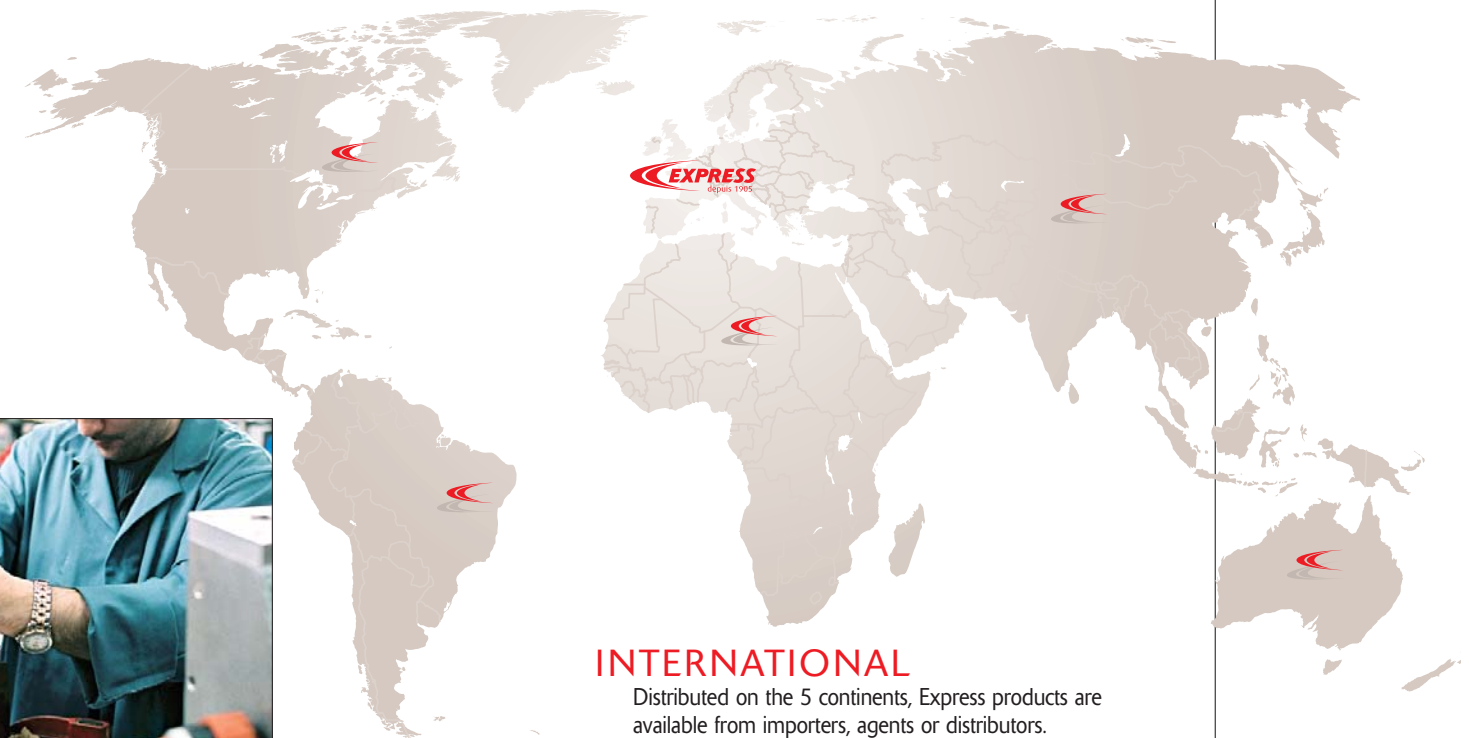 EXPRESS
depuis 1905
INTERNATIONAL
Distributed on the 5 continents, Express products are
available from importers, agents or distributors.